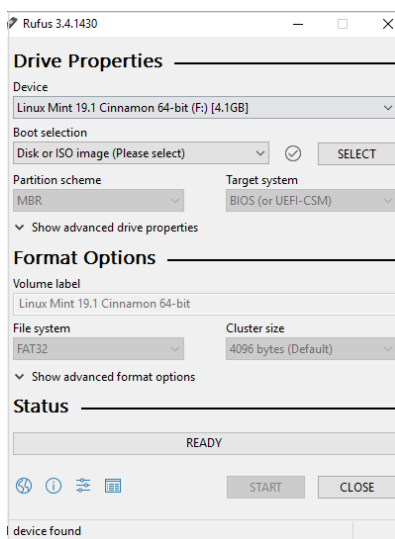 Rufus 3.4.1430
Drive Properties
Device
Linux Mint 19.1 Cinnamon 64-bit (F:) [4.1GB]
Boot selection
Disk or ISO image (Please select)
SELECT
Partition scheme
Target system
MBR
BIOS (or UEFI-CSM)
Show advanced drive properties
Format Options
Volume label
Linux Mint 19.1 Cinnamon 64-bit
File system
Cluster size
FAT32
4096 bytes (Default)
Show advanced format options
Status
READY
START
CLOSE
device found